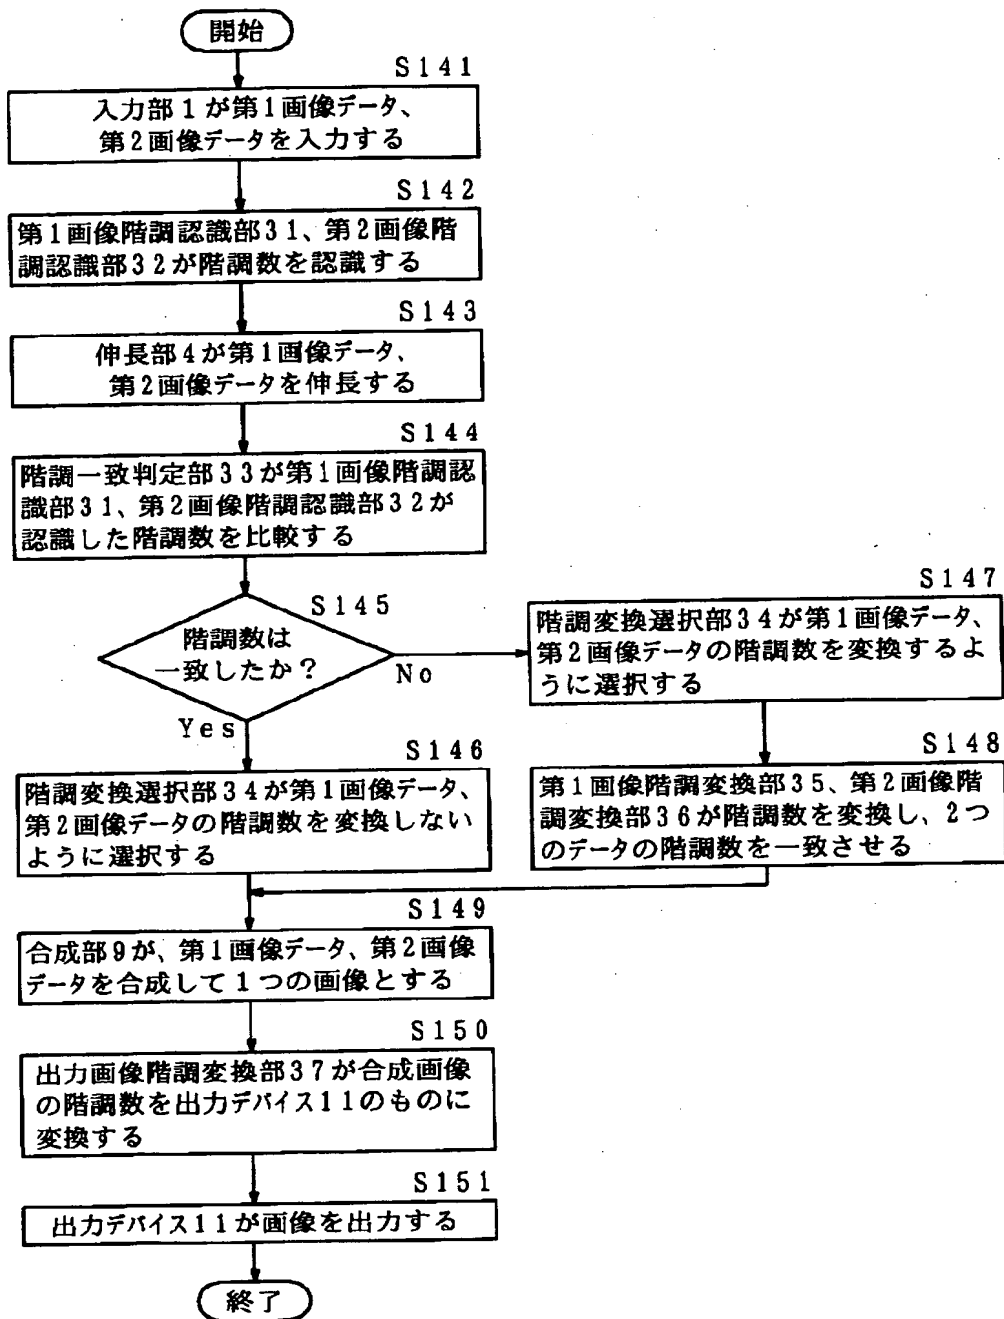 開始
S141
入力部1が第1画像データ、
第2画像データを入力する
S142
第1画像階調認識部31、第2画像階
調認識部32が階調数を認識する
S143
伸長部4が第1画像データ、
第2画像データを伸長する
S144
階調一致判定部33が第1画像階調認
識部31、第2画像階調認識部32が
認識した階調数を比較する
S145
階調数は
一致したか?
No
Yes
S147
階調変換選択部34が第1画像データ、
第2画像データの階調数を変換するよ
うに選択する
S148
第1画像階調変換部35、第2画像階
調変換部36が階調数を変換し、2つ
のデータの階調数を一致させる
S146
階調変換選択部34が第1画像データ、
第2画像データの階調数を変換しない
ように選択する
S149
合成部9が、第1画像データ、第2画像
データを合成して1つの画像とする
S150
出力画像階調変換部37が合成画像
の階調数を出力デバイス11のものに
変換する
S151
出力デバイス11が画像を出力する
終了